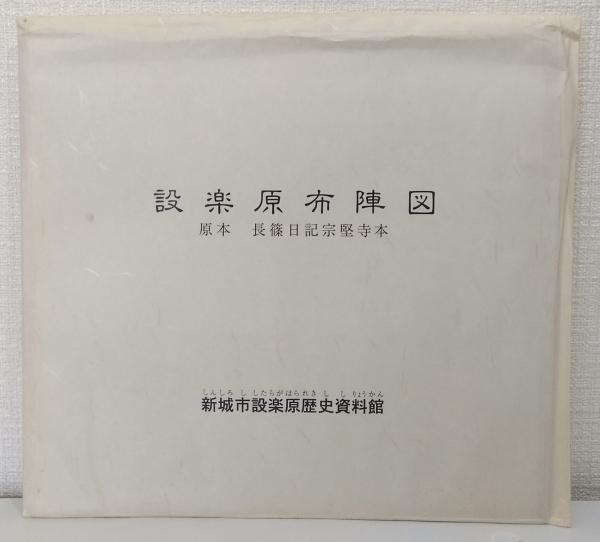 設楽原布陣図
原本　長篠日記宗堅寺本
しんしろ し したらがはられきししりょうかん
新城市設楽原歴史資料館